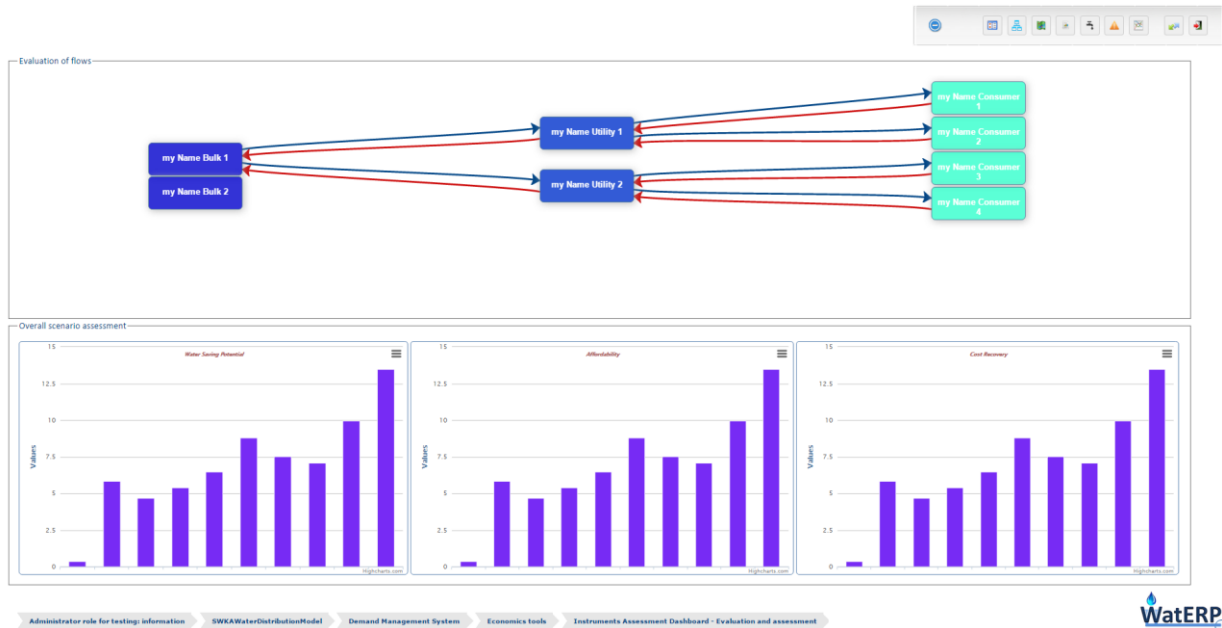 Evaluation of flows
my Name Bulk 1
my Name Bulk 2
my Name Utility 1
my Name Utility 2
my Name Consumer
1
my Name Consumer
2
my Name Consumer
3
my Name Consumer
4
Overall scenario assessment
Water Saving Potential
Values
15
12.5
10
7.5
5
2.5
0
Highcharts.com
Affordability
Values
15
12.5
10
7.5
5
2.5
0
Highcharts.com
Cost Recovery
Values
15
12.5
10
7.5
5
2.5
0
Highcharts.com
Administrator role for testing: information
SWKAWaterDistributionModel
Demand Management System
Economics tools
Instruments Assessment Dashboard - Evaluation and assessment
WatERP